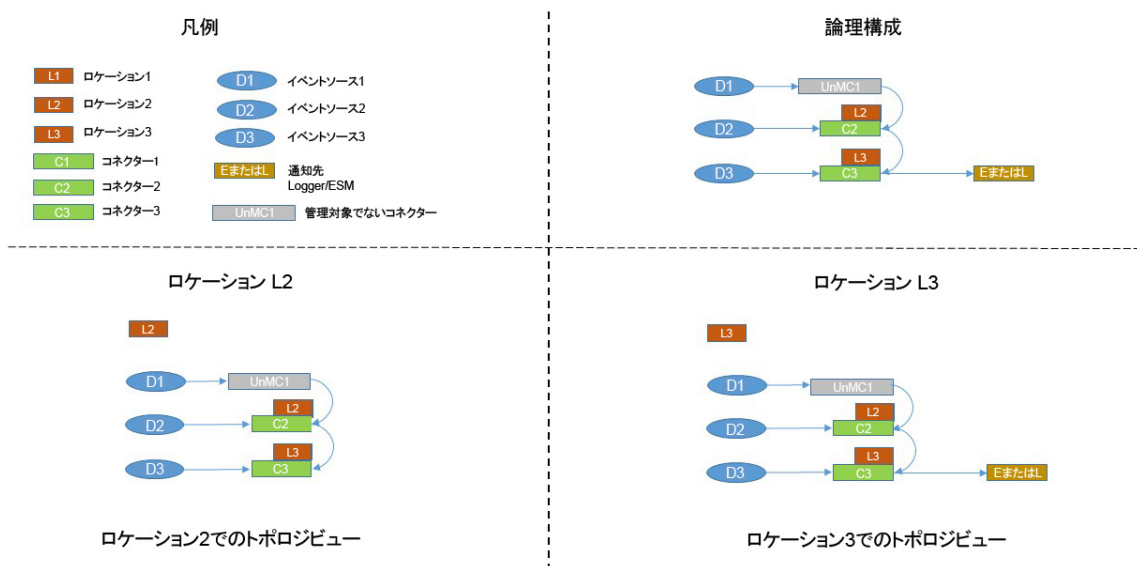 凡例
L1 ロケーション1
L2 ロケーション2
L3 ロケーション3
C1 コネクター1
C2 コネクター2
C3 コネクター3
D1 イベントソース1
D2 イベントソース2
D3 イベントソース3
EまたはL 通知先
Logger/ESM
UnMC1 管理対象でないコネクター
論理構成
D1 UnMC1
L2
D2 C2
L3
D3 C3 EまたはL
ロケーション L2
L2
D1 UnMC1
L2
D2 C2
L3
D3 C3
ロケーション2でのトポロジビュー
ロケーション L3
L3
D1 UnMC1
L2
D2 C2
L3
D3 C3 EまたはL
ロケーション3でのトポロジビュー